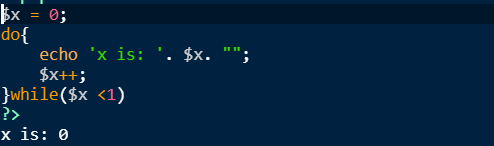 $x = 0;
do{
    echo 'x is: '. $x. "";
    $x++;
}while($x <1)
?>
x is: 0